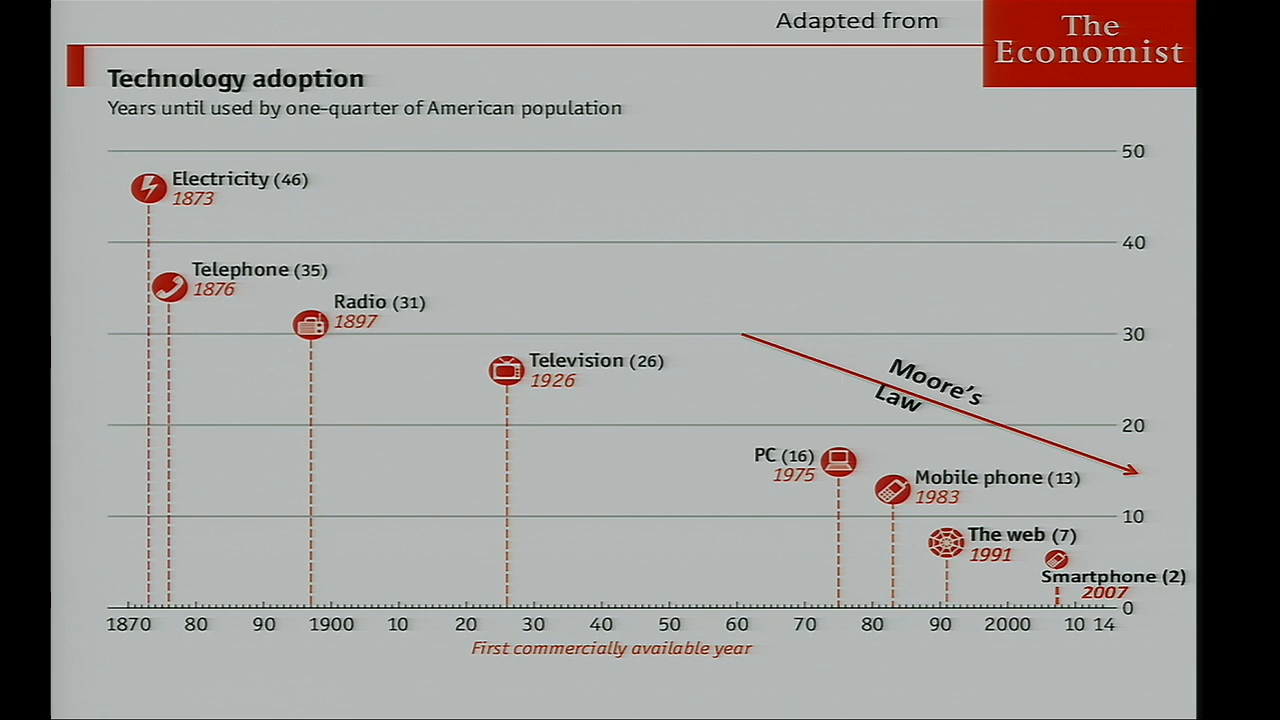 Adapted from
The
Economist
Technology adoption
Years until used by one-quarter of American population
50
Electricity (46)
1873
40
Telephone (35)
1876
Radio (31)
1897
30
Television (26)
1926
Moore's
Law
20
PC (16)
1975
Mobile phone (13)
1983
10
The web (7)
1991
Smartphone (2)
2007
0
1870 80 90 1900 10 20 30 40 50 60 70 80 90 2000 10 14
First commercially available year